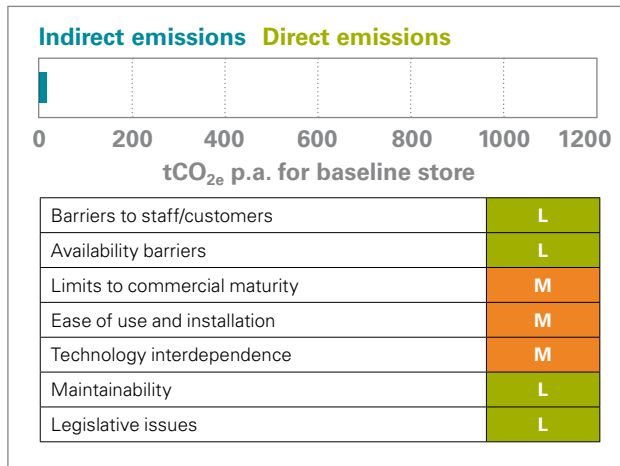 Indirect emissions Direct emissions
0 200 400 600 800 1000 1200
tCO2e p.a. for baseline store
Barriers to staff/customers L
Availability barriers L
Limits to commercial maturity M
Ease of use and installation M
Technology interdependence M
Maintainability L
Legislative issues L